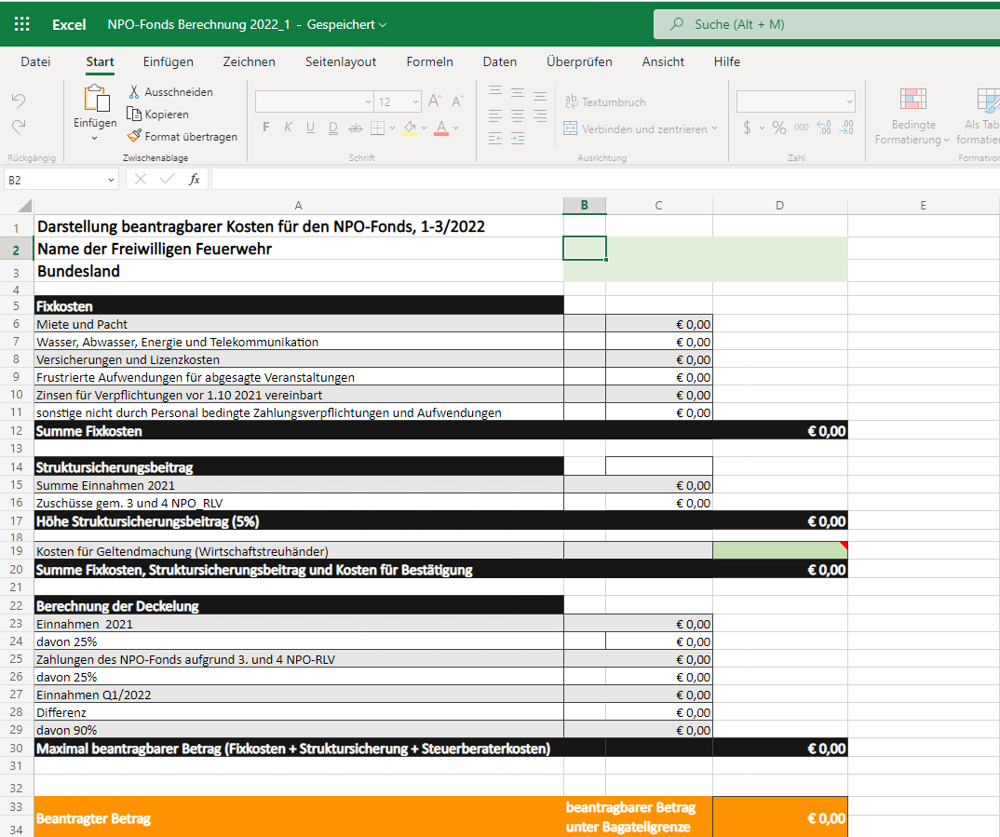 Excel NPO-Fonds Berechnung 2022_1 - Gespeichert Suche (Alt + M)
Datei Start Einfügen Zeichnen Seitenlayout Formeln Daten Überprüfen Ansicht Hilfe
Ausschneiden
Kopieren
Format übertragen
Einfügen
12
F K U D ab A
ab Textumbruch
Verbinden und zentrieren
$ % 000
Bedingte
Formatierung
Als Tab
formatier
Rückgängig Zwischenablage Schrift Ausrichtung Zahl Formatvor
B2 fx
A B C D E
1 Darstellung beantragbarer Kosten für den NPO-Fonds, 1-3/2022
2 Name der Freiwilligen Feuerwehr
3 Bundesland
4
5 Fixkosten
6 Miete und Pacht € 0,00
7 Wasser, Abwasser, Energie und Telekommunikation € 0,00
8 Versicherungen und Lizenzkosten € 0,00
9 Frustrierte Aufwendungen für abgesagte Veranstaltungen € 0,00
10 Zinsen für Verpflichtungen vor 1.10 2021 vereinbart € 0,00
11 sonstige nicht durch Personal bedingte Zahlungsverpflichtungen und Aufwendungen € 0,00
12 Summe Fixkosten € 0,00
13
14 Struktursicherungsbeitrag
15 Summe Einnahmen 2021 € 0,00
16 Zuschüsse gem. 3 und 4 NPO_RLV € 0,00
17 Höhe Struktursicherungsbeitrag (5%) € 0,00
18
19 Kosten für Geltendmachung (Wirtschaftstreuhänder)
20 Summe Fixkosten, Struktursicherungsbeitrag und Kosten für Bestätigung € 0,00
21
22 Berechnung der Deckelung
23 Einnahmen 2021 € 0,00
24 davon 25% € 0,00
25 Zahlungen des NPO-Fonds aufgrund 3. und 4 NPO-RLV € 0,00
26 davon 25% € 0,00
27 Einnahmen Q1/2022 € 0,00
28 Differenz € 0,00
29 davon 90% € 0,00
30 Maximal beantragbarer Betrag (Fixkosten + Struktursicherung + Steuerberaterkosten) € 0,00
31
32
33
34
Beantragter Betrag
beantragbarer Betrag
unter Bagatellgrenze
€ 0,00